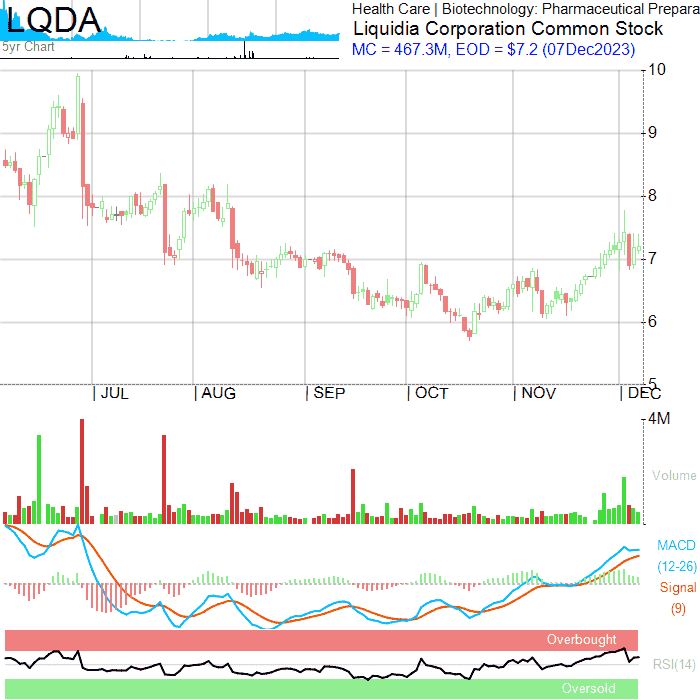 LQDA
5yr Chart
Health Care | Biotechnology: Pharmaceutical Prepara
Liquidia Corporation Common Stock
MC = 467.3M, EOD = $7.2 (07Dec2023)
10
9
8
7
6
5
JUL
AUG
SEP
OCT
NOV
DEC
4M
Volume
MACD
(12-26)
Signal
(9)
Overbought
RSI(14)
Oversold